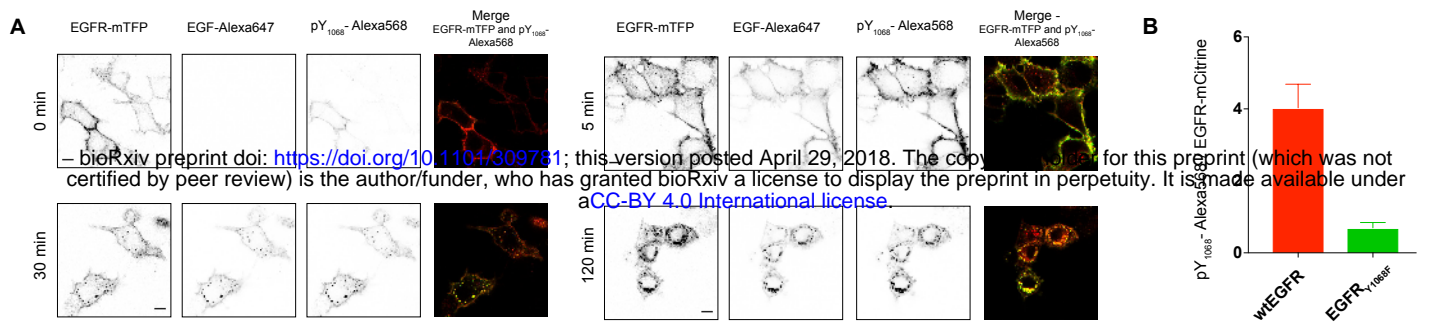 A
EGFR-mTFP
EGF-Alexa647
pY1068- Alexa568
Merge
EGFR-mTFP and pY1068-
Alexa568
EGFR-mTFP
EGF-Alexa647
pY1068- Alexa568
Merge -
EGFR-mTFP and pY1068-
Alexa568
0 min
5 min
30 min
120 min
– bioRxiv preprint doi: https://doi.org/10.1101/309781; this version posted April 29, 2018. The copyright holder for this preprint (which was not
certified by peer review) is the author/funder, who has granted bioRxiv a license to display the preprint in perpetuity. It is made available under
aCC-BY 4.0 International license.
B
pY1068- Alexa568/ EGFR-mCitrine
6
4
2
0
wtEGFR
EGFRY1068F